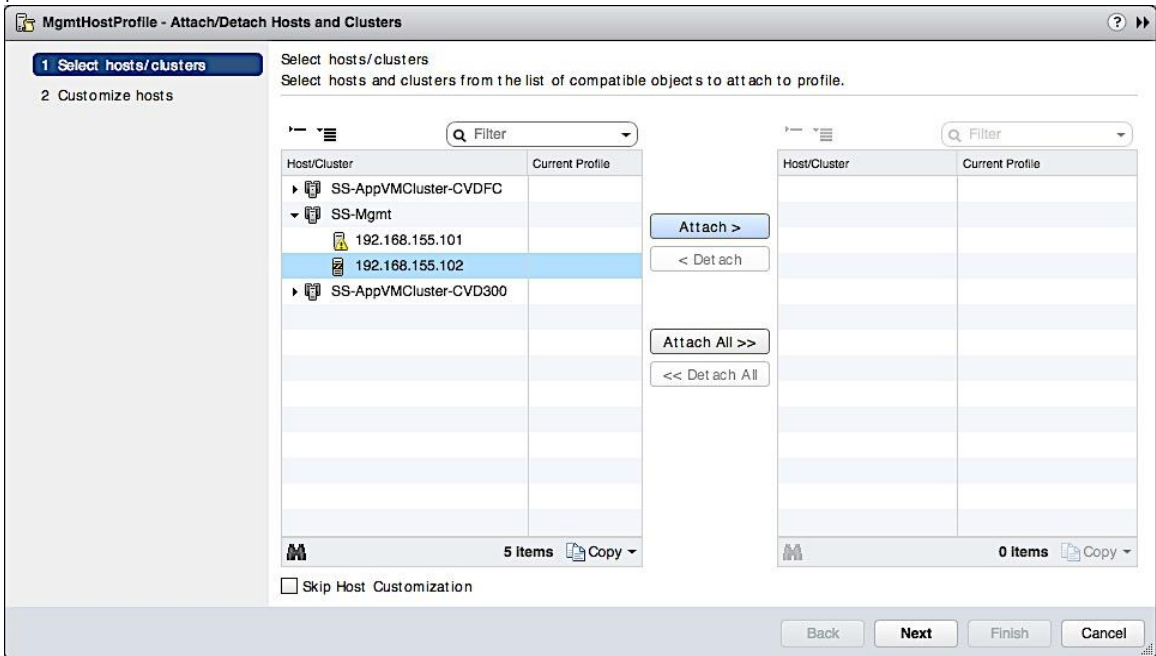 MgmtHostProfile - Attach/Detach Hosts and Clusters
1 Select hosts/clusters
2 Customize hosts
Select hosts/clusters
Select hosts and clusters from the list of compatible objects to attach to profile.
Filter
Filter
Host/Cluster Current Profile
Host/Cluster Current Profile
SS-AppVMCluster-CVDFC
SS-Mgmt
192.168.155.101
192.168.155.102
SS-AppVMCluster-CVD300
Attach >
< Detach
Attach All >>
<< Detach All
5 items Copy
0 items Copy
Skip Host Customization
Back Next Finish Cancel